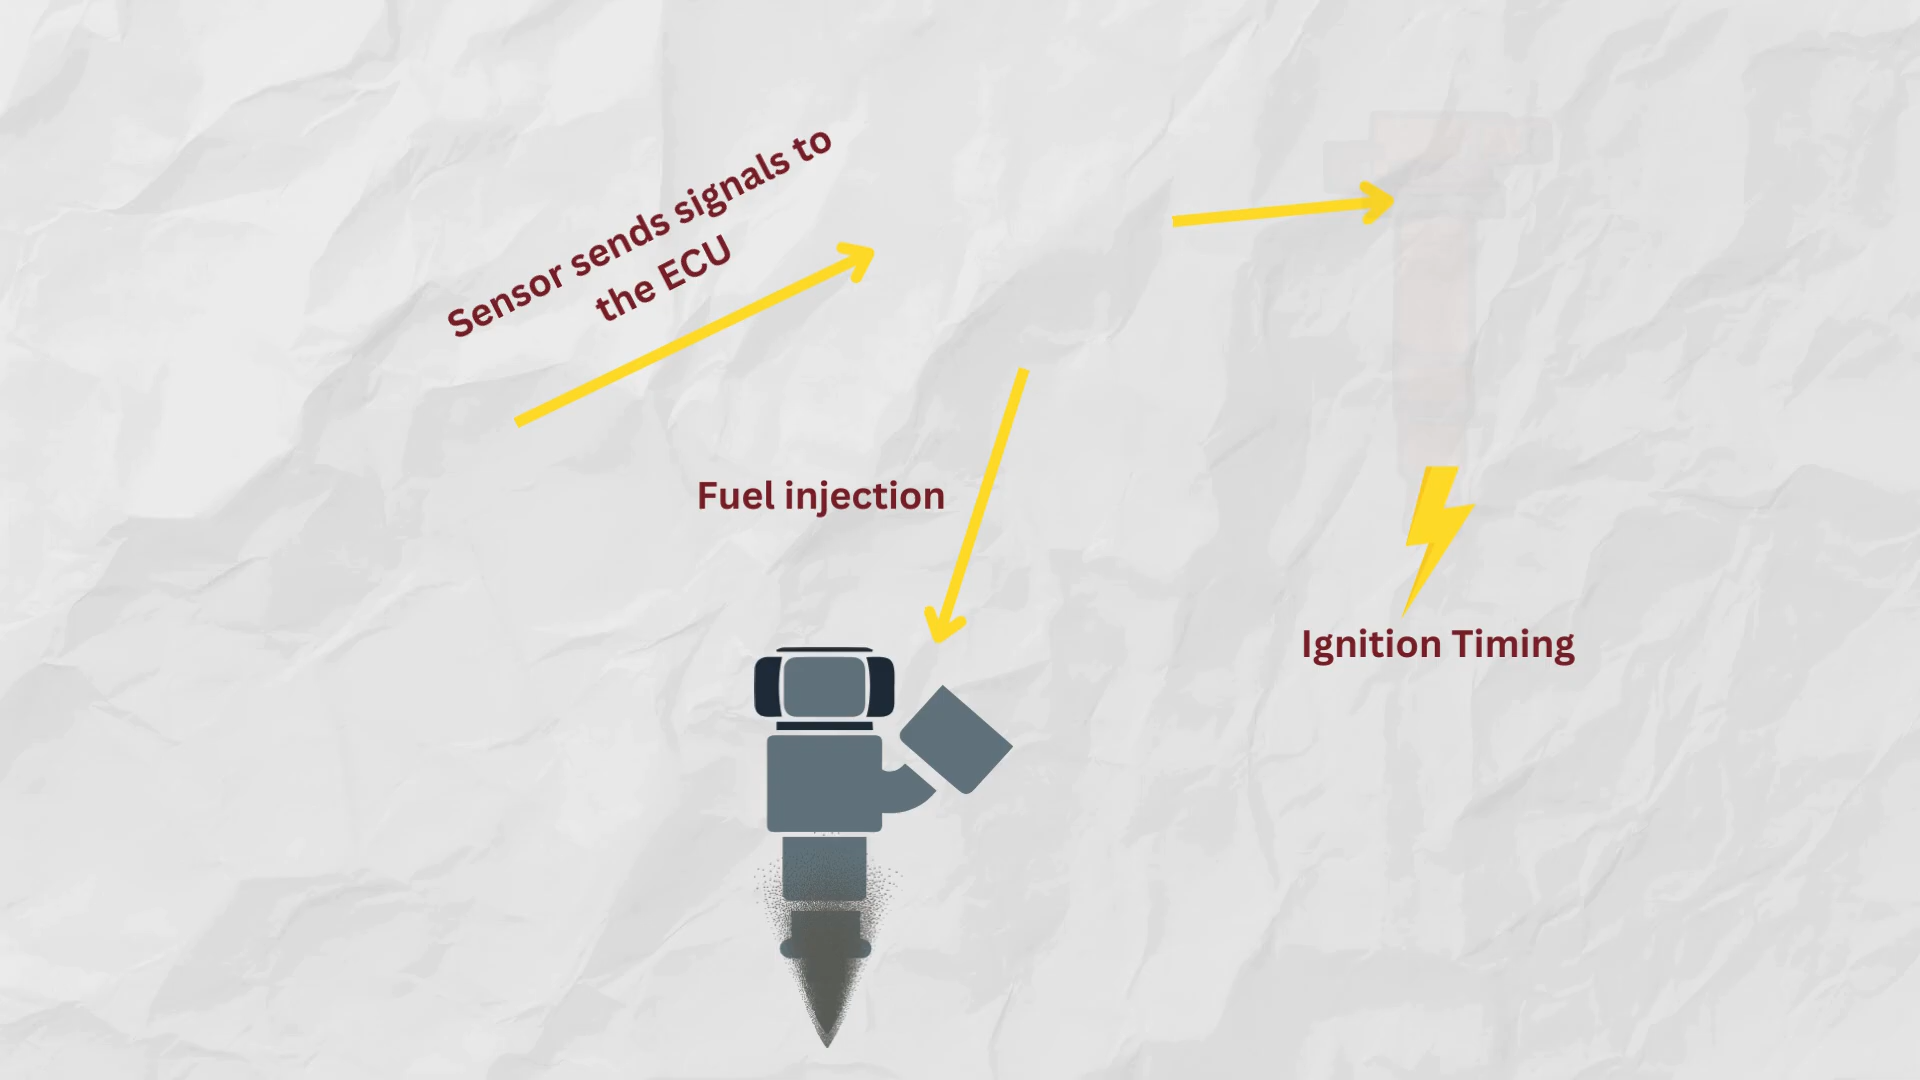 Sensor sends signals to
the ECU
Fuel injection
Ignition Timing